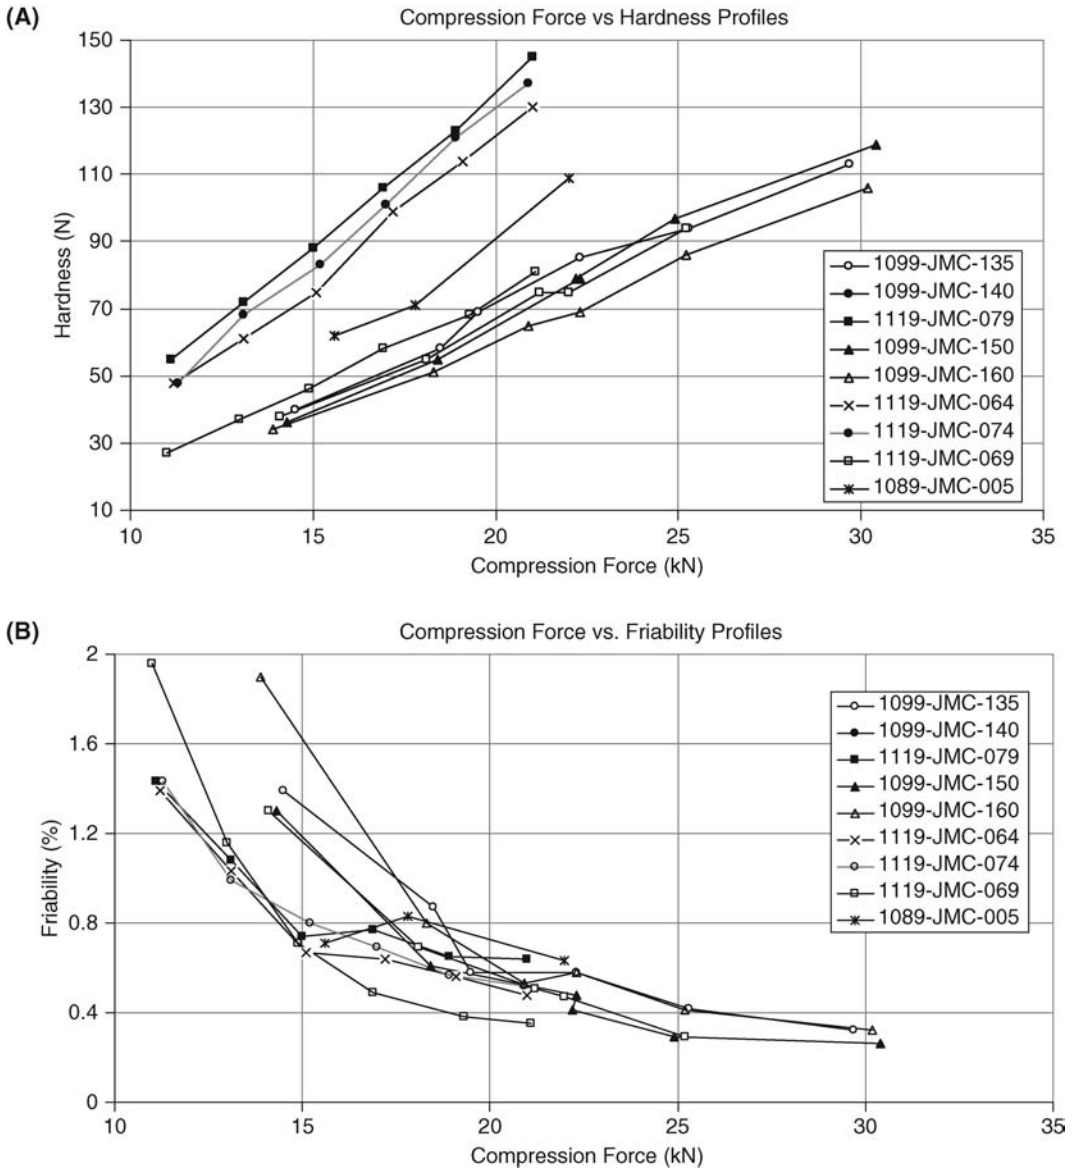 (A)
Compression Force vs Hardness Profiles
150
130
110
90
70
50
30
10
Hardness (N)
10 15 20 25 30 35
Compression Force (kN)
1099-JMC-135
1099-JMC-140
1119-JMC-079
1099-JMC-150
1099-JMC-160
1119-JMC-064
1119-JMC-074
1119-JMC-069
1089-JMC-005
(B)
Compression Force vs. Friability Profiles
2
1.6
1.2
0.8
0.4
0
Friability (%)
10 15 20 25 30 35
Compression Force (kN)
1099-JMC-135
1099-JMC-140
1119-JMC-079
1099-JMC-150
1099-JMC-160
1119-JMC-064
1119-JMC-074
1119-JMC-069
1089-JMC-005